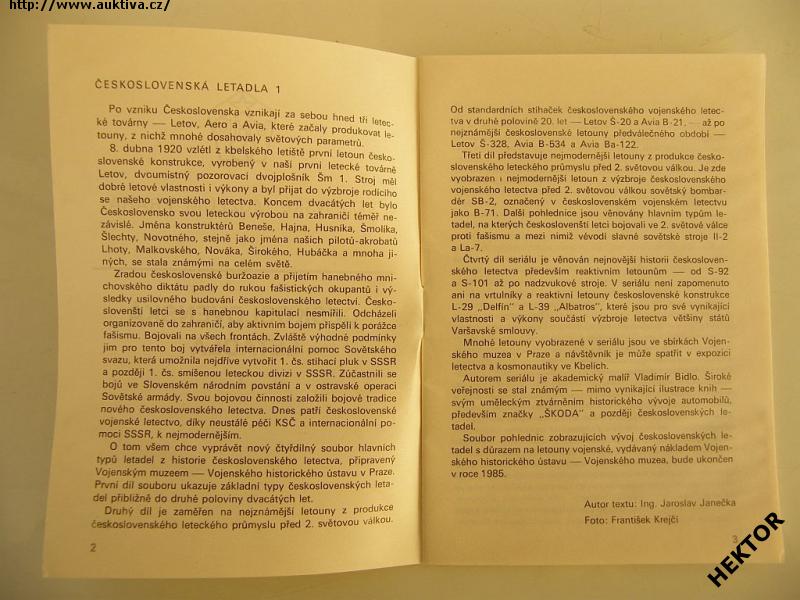 http://www.auktiva.cz/
ČESKOSLOVENSKÁ LETADLA 1
Po vzniku Československa vznikají za sebou hned tři letec-
ké továrny — Letov, Aero a Avia, které začaly produkovat le-
touny, z nichž mnohé dosahovaly světových parametrů.
8. dubna 1920 vzlétl z kbelského letiště první letoun česko-
slovenské konstrukce, vyrobený v naší první letecké továrně
Letov, dvoumístný pozorovací dvojplošník Šm 1. Stroj měl
dobré letové vlastnosti i výkony a byl přijat do výzbroje rodící-
ho se našeho vojenského letectva. Koncem dvacátých let bylo
Československo svou leteckou výrobou na zahraničí téměř ne-
závislé. Jména konstruktérů Beneše, Hajna, Husníka, Šmolíka,
Šlechty, Novotného, stejně jako jména našich pilotů-akrobatů
Lhoty, Malkovského, Nováka, Širokého, Hubáčka a mnoha ji-
ných, se stala známými na celém světě.
Zradou československé buržoazie a přijetím hanebného mni-
chovského diktátu padly do rukou fašistických okupantů i vý-
sledky usilovného budování československého letectví. Česko-
slovenští letci se s hanebnou kapitulací nesmířili. Odcházeli
organizovaně do zahraničí, aby aktivním bojem přispěli k porážce
fašismu. Bojovali na všech frontách. Zvláště výhodné podmínky
jim pro tento boj vytvářela internacionální pomoc Sovětského
svazu, která umožnila nejdříve vytvořit 1. čs. stíhací pluk v SSSR
a později 1. čs. smíšenou leteckou divizi v SSSR. Zúčastnili se
bojů ve Slovenském národním povstání a v ostravské operaci
Sovětské armády. Svou bojovou činností založili bojové tradice
nového československého letectva. Dnes patří československé
vojenské letectvo, díky neustálé péči KSČ a internacionální po-
moci SSSR, k nejmodernějším.
O tom všem chce vyprávět nový čtyřdílný soubor hlavních
typů letadel z historie československého letectva, připravený
Vojenským muzeem — Vojenského historického ústavu v Praze.
První díl souboru ukazuje základní typy československých leta-
del přibližně do druhé poloviny dvacátých let.
Druhý díl je zaměřen na nejznámější letouny z produkce
československého leteckého průmyslu před 2. světovou válkou.
2
Od standardních stíhaček československého vojenského letec-
tva v druhé polovině 20. let — Letov Š-20 a Avia B-21, — až po
nejznámější československé letouny předválečného období —
Letov Š-328, Avia B-534 a Avia Ba-122.
Třetí díl představuje nejmodernější letouny z produkce česko-
slovenského leteckého průmyslu před 2. světovou válkou. Je zde
vyobrazen i nejmodernější letoun z výzbroje československého
vojenského letectva před 2. světovou válkou sovětský bombar-
dér SB-2, označený v československém vojenském letectvu
jako B-71. Další pohlednice jsou věnovány hlavním typům le-
tadel, na kterých českoslovenští letci bojovali ve 2. světové válce
proti fašismu a mezi nimiž vévodí slavné sovětské stroje Il-2
a La-7.
Čtvrtý díl seriálu je věnován nejnovější historii českosloven-
ského letectva především reaktivním letounům — od S-92
a S-101 až po nadzvukové stroje. V seriálu není zapomenuto
ani na vrtulníky a reaktivní letouny československé konstrukce
L-29 „Delfín" a L-39 „Albatros", které jsou pro své vynikající
vlastnosti a výkony součástí výzbroje letectva většiny států
Varšavské smlouvy.
Mnohé letouny vyobrazené v seriálu jsou ve sbírkách Vojen-
ského muzea v Praze a návštěvník je může spatřit v expozici
letectva a kosmonautiky ve Kbelích.
Autorem seriálu je akademický malíř Vladimír Bidlo. Široké
veřejnosti se stal známým — mimo vynikající ilustrace knih —
svým uměleckým ztvárněním historického vývoje automobilů,
především značky „ŠKODA" a později československých le-
tadel.
Soubor pohlednic zobrazujících vývoj československých le-
tadel s důrazem na letouny vojenské, vydávaný nákladem Vojen-
ského historického ústavu — Vojenského muzea, bude ukončen
v roce 1985.
Autor textu: Ing. Jaroslav Janečka
Foto: František Krejčí
3
HEKTOR